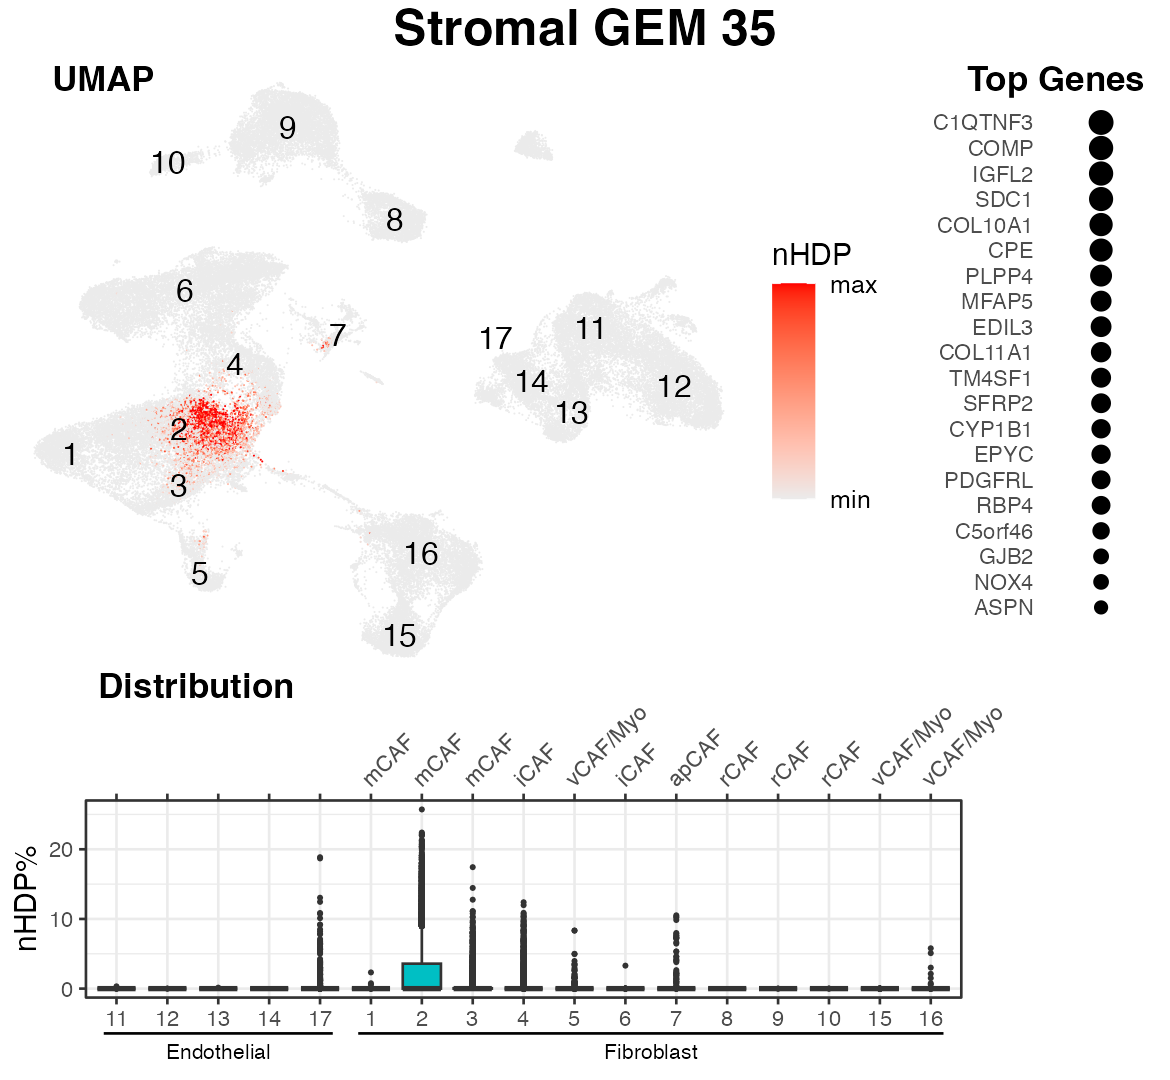 Stromal GEM 35
UMAP
Top Genes
9
10
8
6
7
4
2
1
3
5
16
15
17
11
14
12
13
nHDP
max
min
C1QTNF3
COMP
IGFL2
SDC1
COL10A1
CPE
PLPP4
MFAP5
EDIL3
COL11A1
TM4SF1
SFRP2
CYP1B1
EPYC
PDGFRL
RBP4
C5orf46
GJB2
NOX4
ASPN
Distribution
mCAF mCAF mCAF iCAF vCAF/Myo iCAF apCAF rCAF rCAF rCAF vCAF/Myo vCAF/Myo
nHDP%
20
10
0
11 12 13 14 17 1 2 3 4 5 6 7 8 9 10 15 16
Endothelial Fibroblast